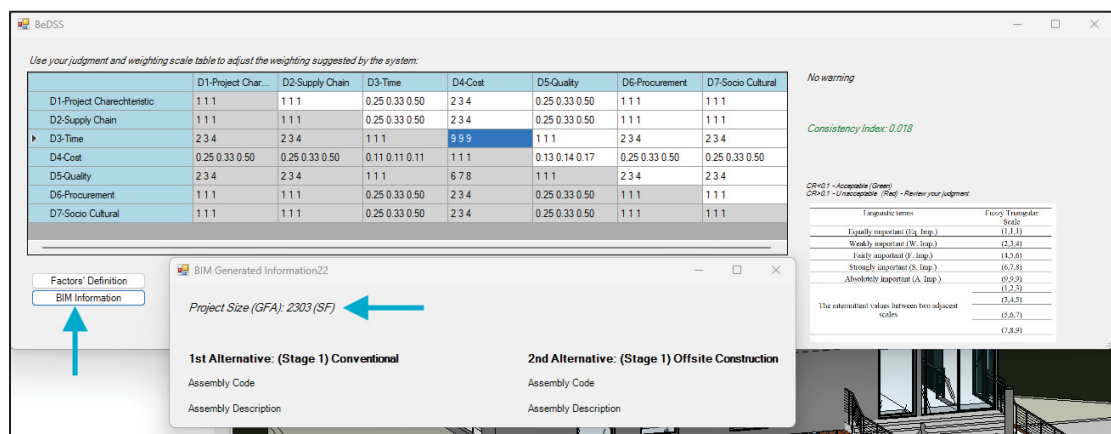 BeDSS
Use your judgment and weighting scale table to adjust the weighting suggested by the system:
D1-Project Char... D2-Supply Chain D3-Time D4-Cost D5-Quality D6-Procurement D7-Socio Cultural
D1-Project Charechteristic 1 1 1 1 1 1 0.25 0.33 0.50 2 3 4 0.25 0.33 0.50 1 1 1 1 1 1
D2-Supply Chain 1 1 1 1 1 1 0.25 0.33 0.50 2 3 4 0.25 0.33 0.50 1 1 1 1 1 1
D3-Time 2 3 4 2 3 4 1 1 1 9 9 9 1 1 1 2 3 4 2 3 4
D4-Cost 0.25 0.33 0.50 0.25 0.33 0.50 0.11 0.11 0.11 1 1 1 0.13 0.14 0.17 0.25 0.33 0.50 0.25 0.33 0.50
D5-Quality 2 3 4 2 3 4 1 1 1 6 7 8 1 1 1 2 3 4 2 3 4
D6-Procurement 1 1 1 1 1 1 0.25 0.33 0.50 2 3 4 0.25 0.33 0.50 1 1 1 1 1 1
D7-Socio Cultural 1 1 1 1 1 1 0.25 0.33 0.50 2 3 4 0.25 0.33 0.50 1 1 1 1 1 1
No warning
Consistency Index: 0.018
CR<0.1 - Acceptable (Green)
CR>0.1 - Unacceptable (Red) - Review your judgment
Linguistic terms Fuzzy Triangular
Scale
Equally important (Eq. Imp.) (1,1,1)
Weakly important (W. Imp.) (2,3,4)
Fairly important (F. Imp.) (4,5,6)
Strongly important (S. Imp.) (6,7,8)
Absolutely important (A. Imp.) (9,9,9)
The intermittent values between two adjacent
scales
(1,2,3)
(3,4,5)
(5,6,7)
(7,8,9)
Factors' Definition
BIM Information
BIM Generated Information22
Project Size (GFA): 2303 (SF)
1st Alternative: (Stage 1) Conventional 2nd Alternative: (Stage 1) Offsite Construction
Assembly Code Assembly Code
Assembly Description Assembly Description